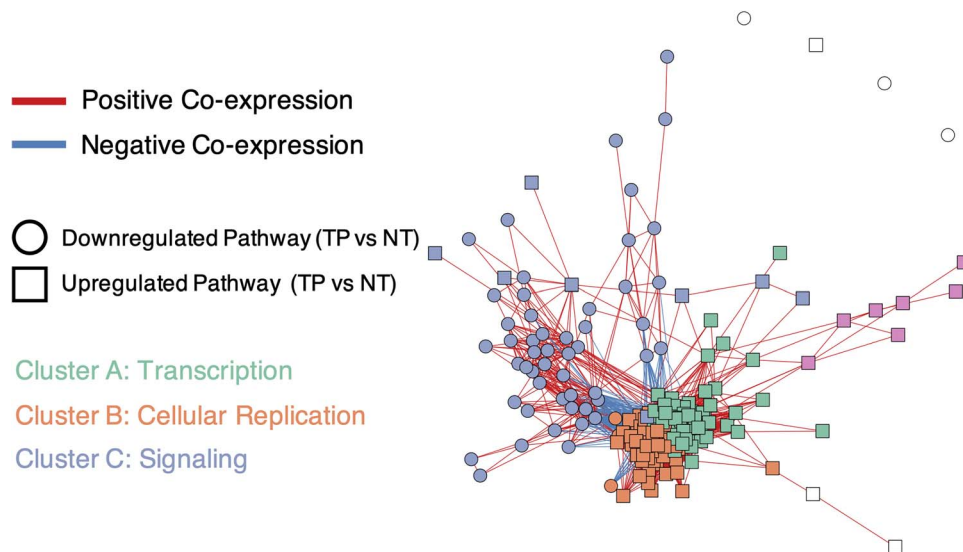 Positive Co-expression
Negative Co-expression
Downregulated Pathway (TP vs NT)
Upregulated Pathway (TP vs NT)
Cluster A: Transcription
Cluster B: Cellular Replication
Cluster C: Signaling